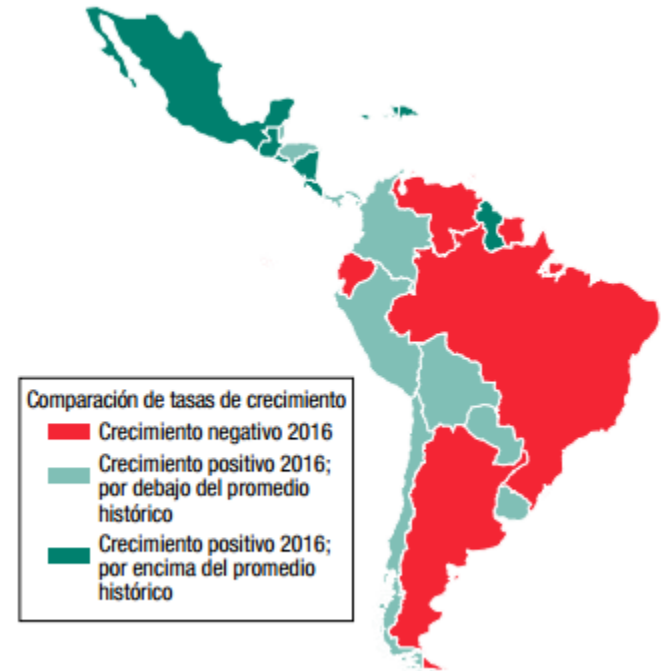 Comparación de tasas de crecimiento
Crecimiento negativo 2016
Crecimiento positivo 2016;
por debajo del promedio
histórico
Crecimiento positivo 2016;
por encima del promedio
histórico